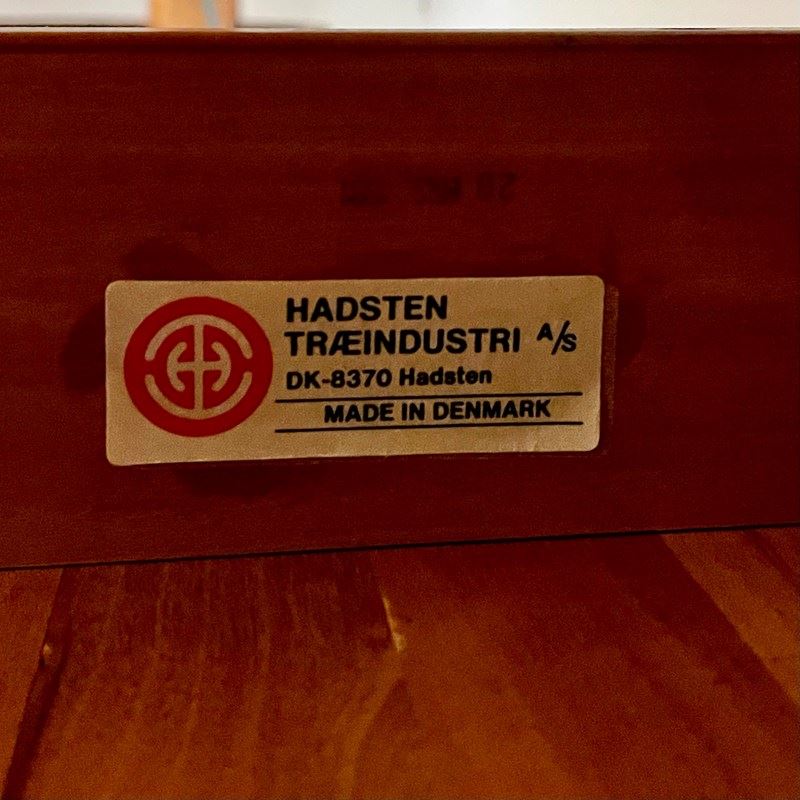 HADSTEN
TRÆINDUSTRI A/S
DK-8370 Hadsten
MADE IN DENMARK